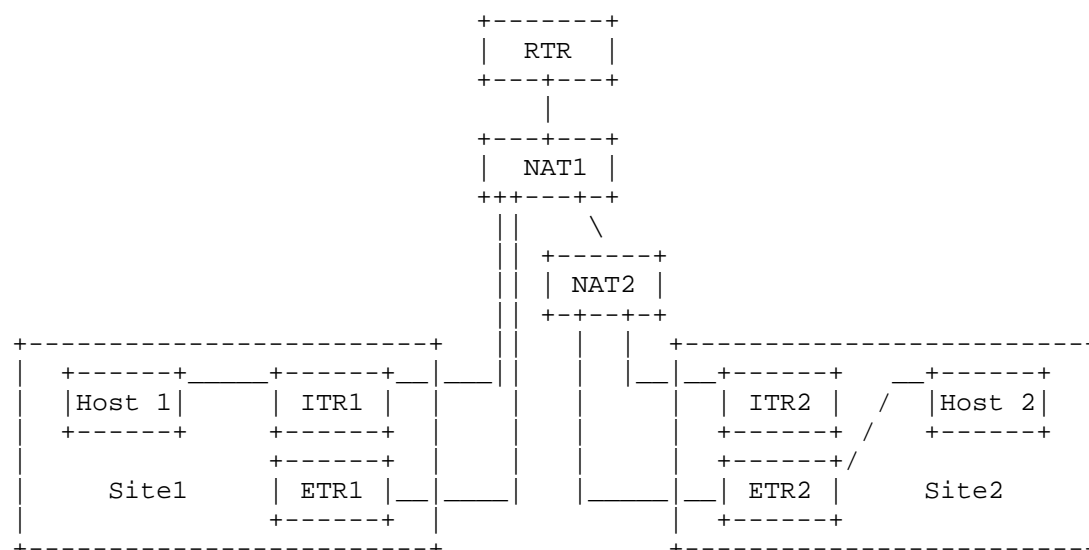 RTR
NAT1
NAT2
Host 1 ITR1 ITR2 Host 2
Site1 ETR1 ETR2 Site2